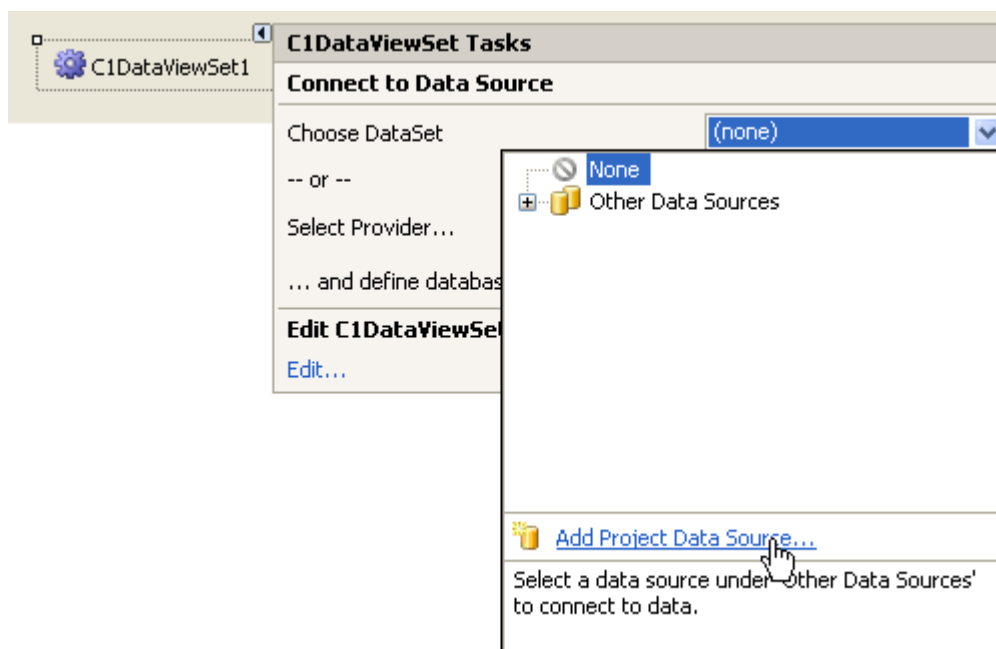 C1DataViewSet1
C1DataViewSet Tasks
Connect to Data Source
Choose DataSet (none)
-- or --
Select Provider...
... and define databas
Edit C1DataViewSet
Edit...
None
Other Data Sources
Add Project Data Source...
Select a data source under 'Other Data Sources'
to connect to data.